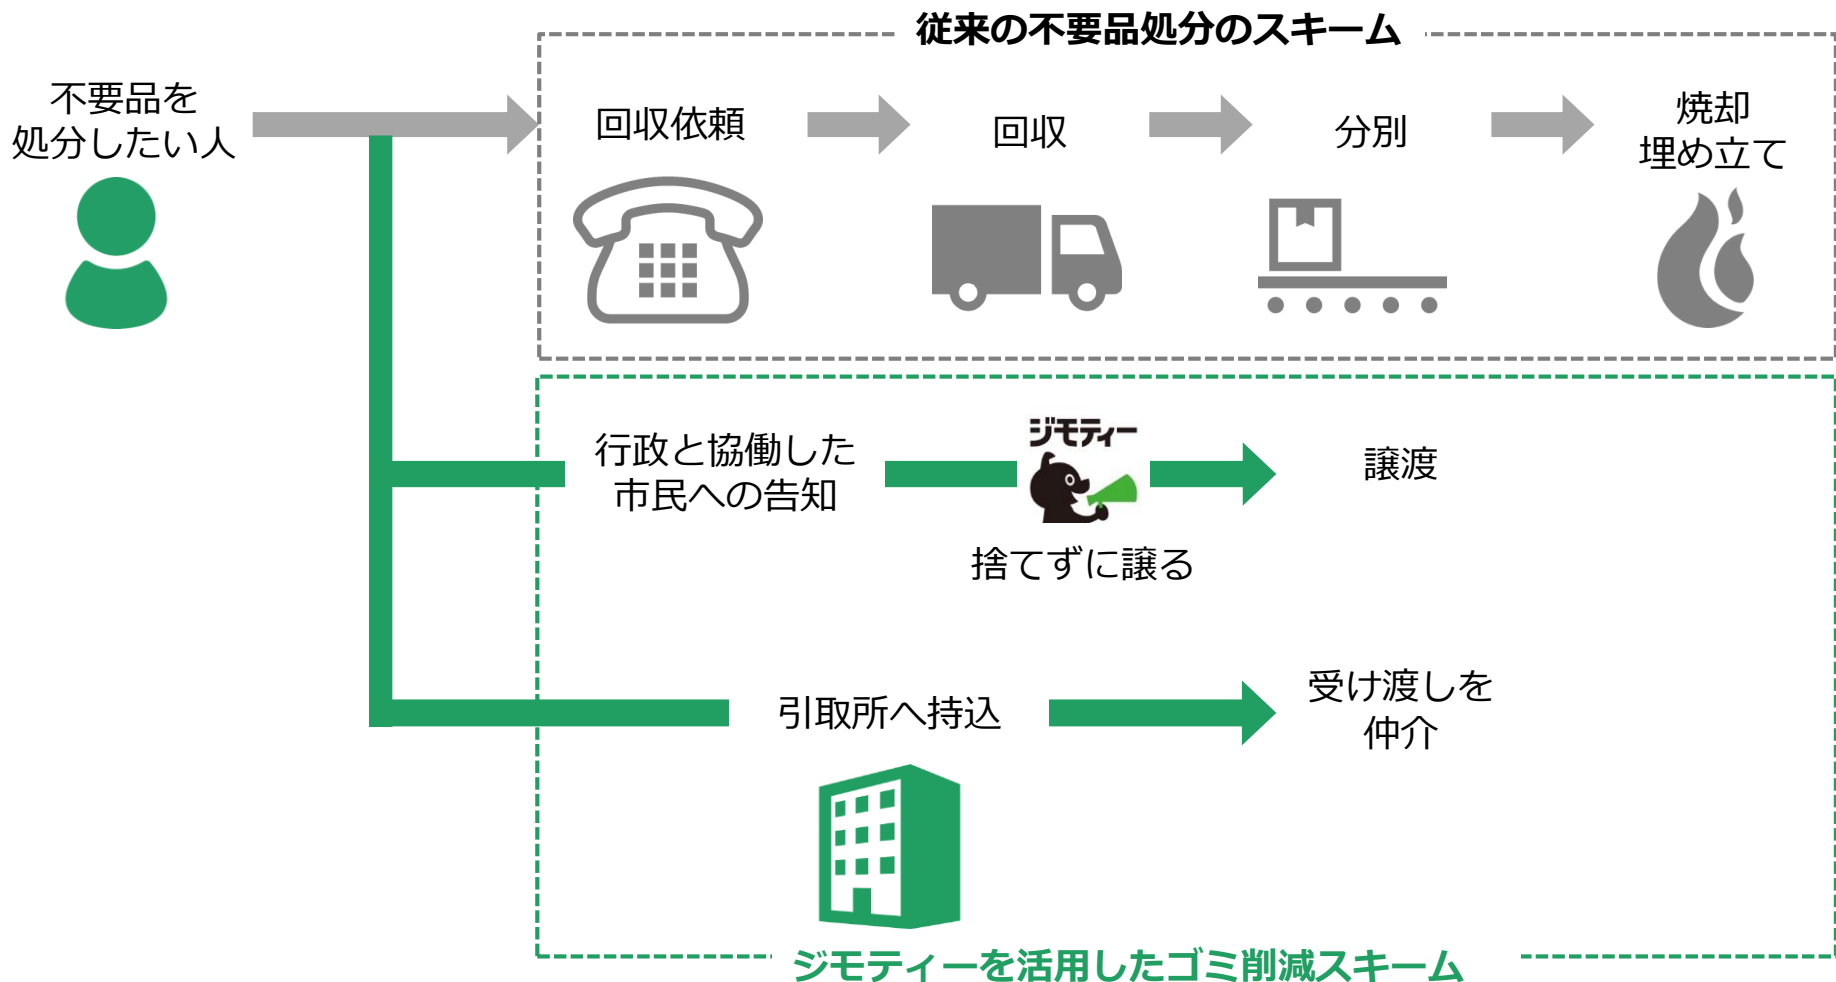 従来の不要品処分のスキーム
不要品を
処分したい人
回収依頼
回収
分別
焼却
埋め立て
行政と協働した
市民への告知
ジモティー
捨てずに譲る
譲渡
引取所へ持込
受け渡しを
仲介
ジモティーを活用したゴミ削減スキーム